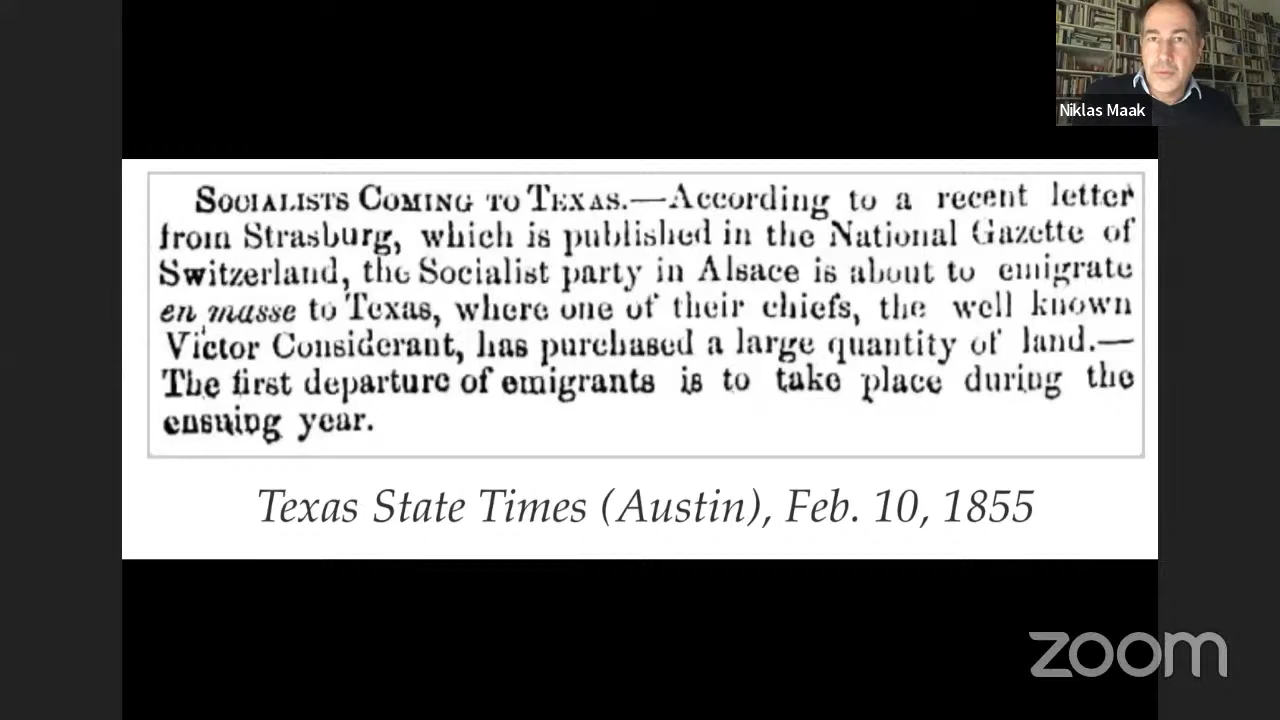 Niklas Maak
SOCIALISTS COMING TO TEXAS.—According to a recent letter
from Strasburg, which is published in the National Gazette of
Switzerland, the Socialist party in Alsace is about to emigrate
en masse to Texas, where one of their chiefs, the well known
Victor Considerant, has purchased a large quantity of land.—
The first departure of emigrants is to take place during the
ensuing year.
Texas State Times (Austin), Feb. 10, 1855
zoom